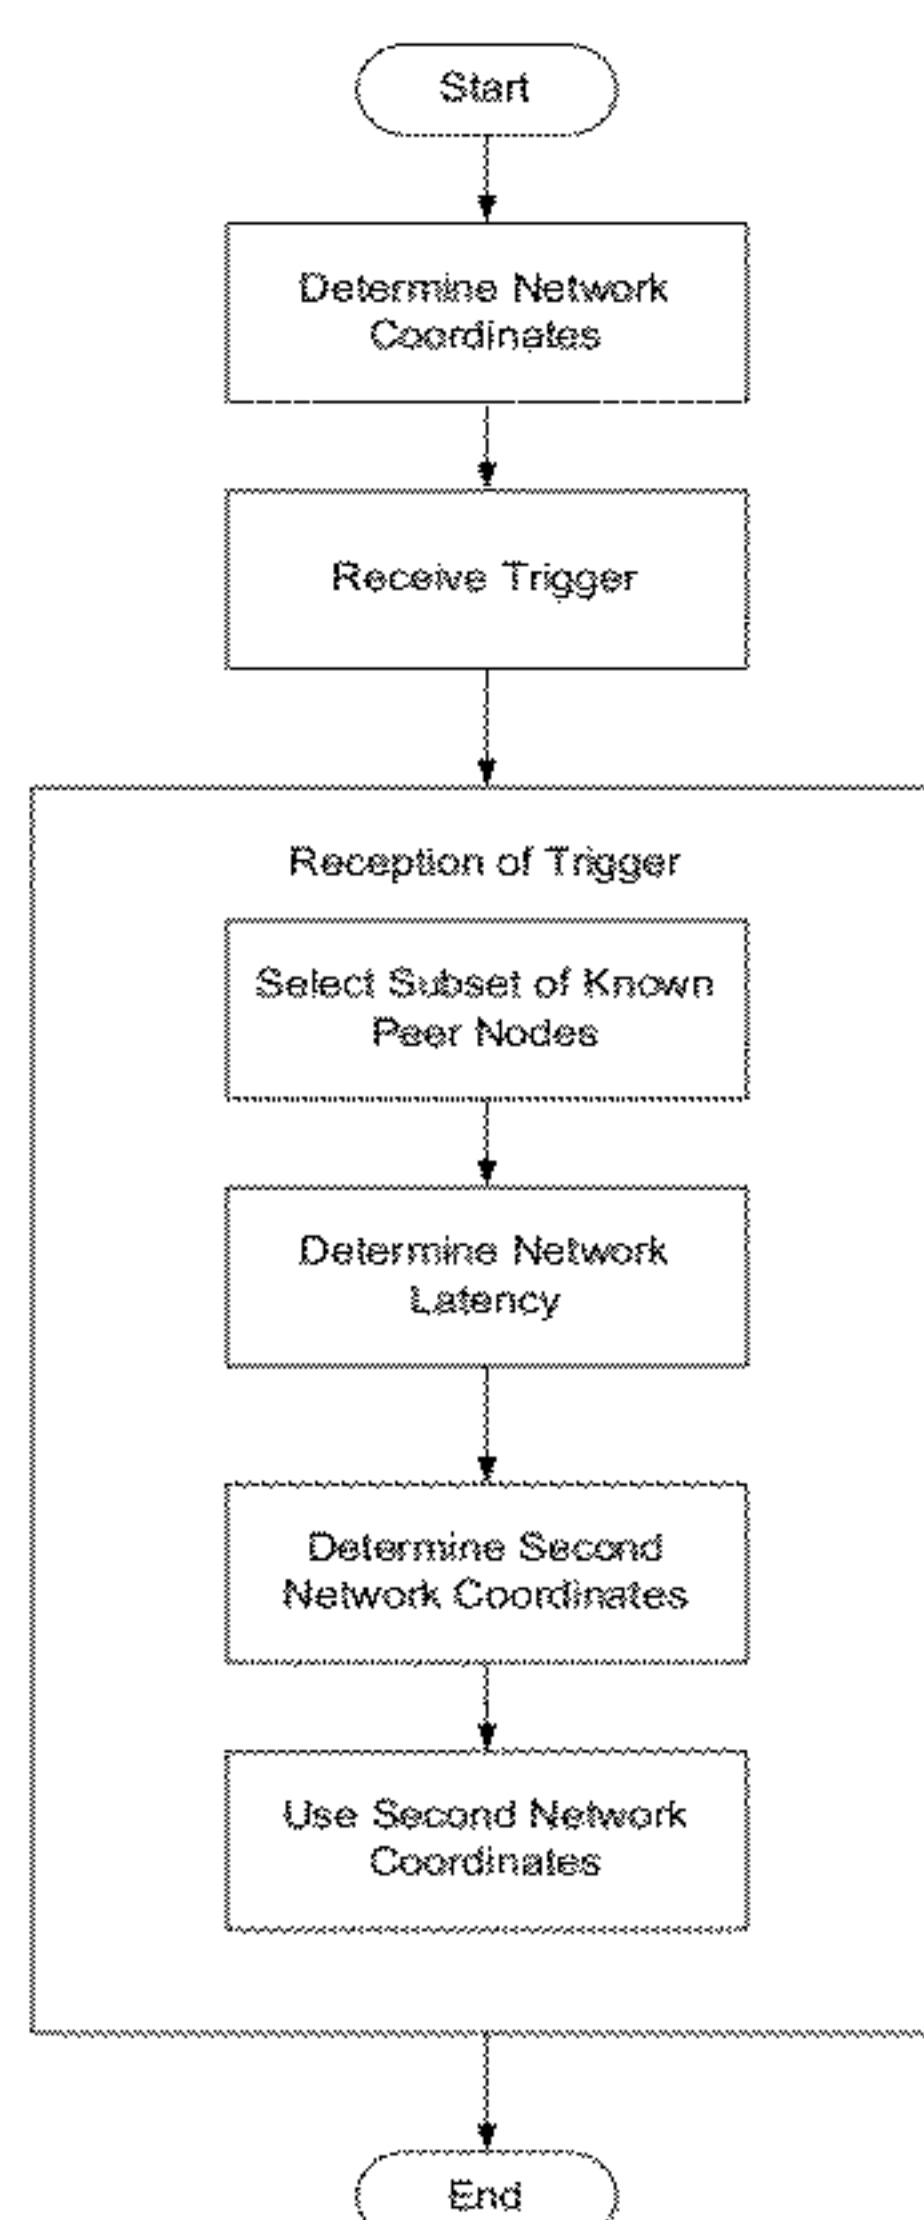 Start
Determine Network
Coordinates
Receive Trigger
Reception of Trigger
Select Subset of Known
Peer Nodes
Determine Network
Latency
Determine Second
Network Coordinates
Use Second Network
Coordinates
End